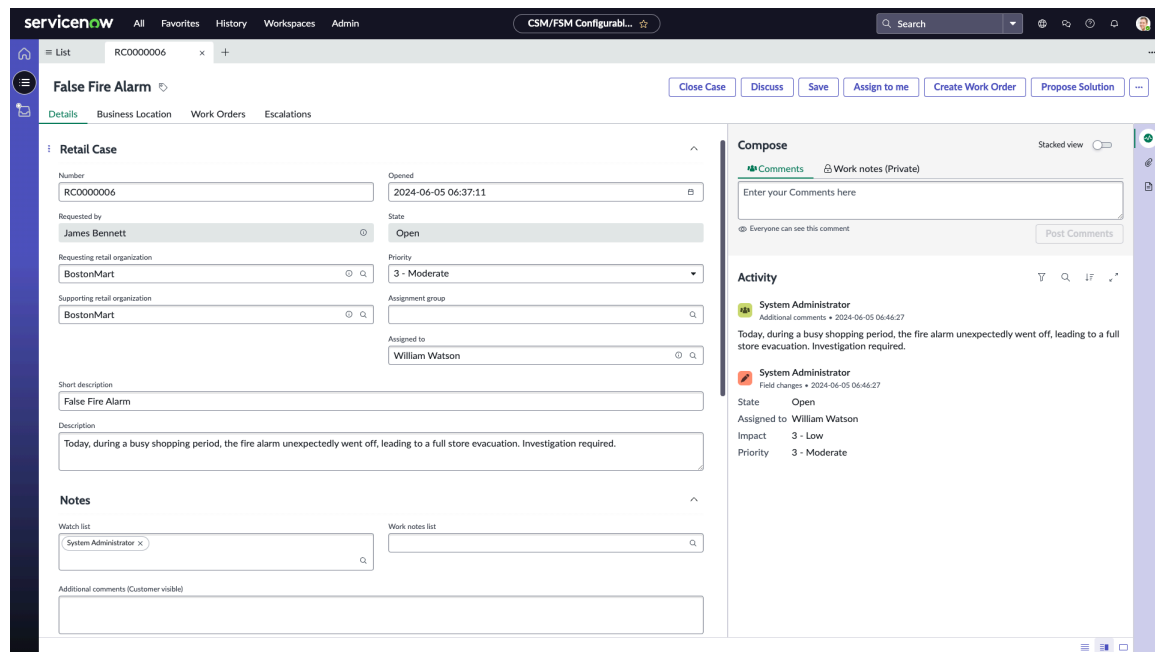 servicenow All Favorites History Workspaces Admin CSM/FSM Configurabl... Search
List RC0000006
False Fire Alarm Close Case Discuss Save Assign to me Create Work Order Propose Solution
Details Business Location Work Orders Escalations
Retail Case
Number
RC0000006
Opened
2024-06-05 06:37:11
Requested by
James Bennett
State
Open
Requesting retail organization
BostonMart
Priority
3 - Moderate
Supporting retail organization
BostonMart
Assignment group
Assigned to
William Watson
Short description
False Fire Alarm
Description
Today, during a busy shopping period, the fire alarm unexpectedly went off, leading to a full store evacuation. Investigation required.
Notes
Watch list
System Administrator
Work notes list
Additional comments (Customer visible)
Compose Stacked view
Comments Work notes (Private)
Enter your Comments here
Everyone can see this comment Post Comments
Activity
System Administrator
Additional comments • 2024-06-05 06:46:27
Today, during a busy shopping period, the fire alarm unexpectedly went off, leading to a full
store evacuation. Investigation required.
System Administrator
Field changes • 2024-06-05 06:46:27
State Open
Assigned to William Watson
Impact 3 - Low
Priority 3 - Moderate